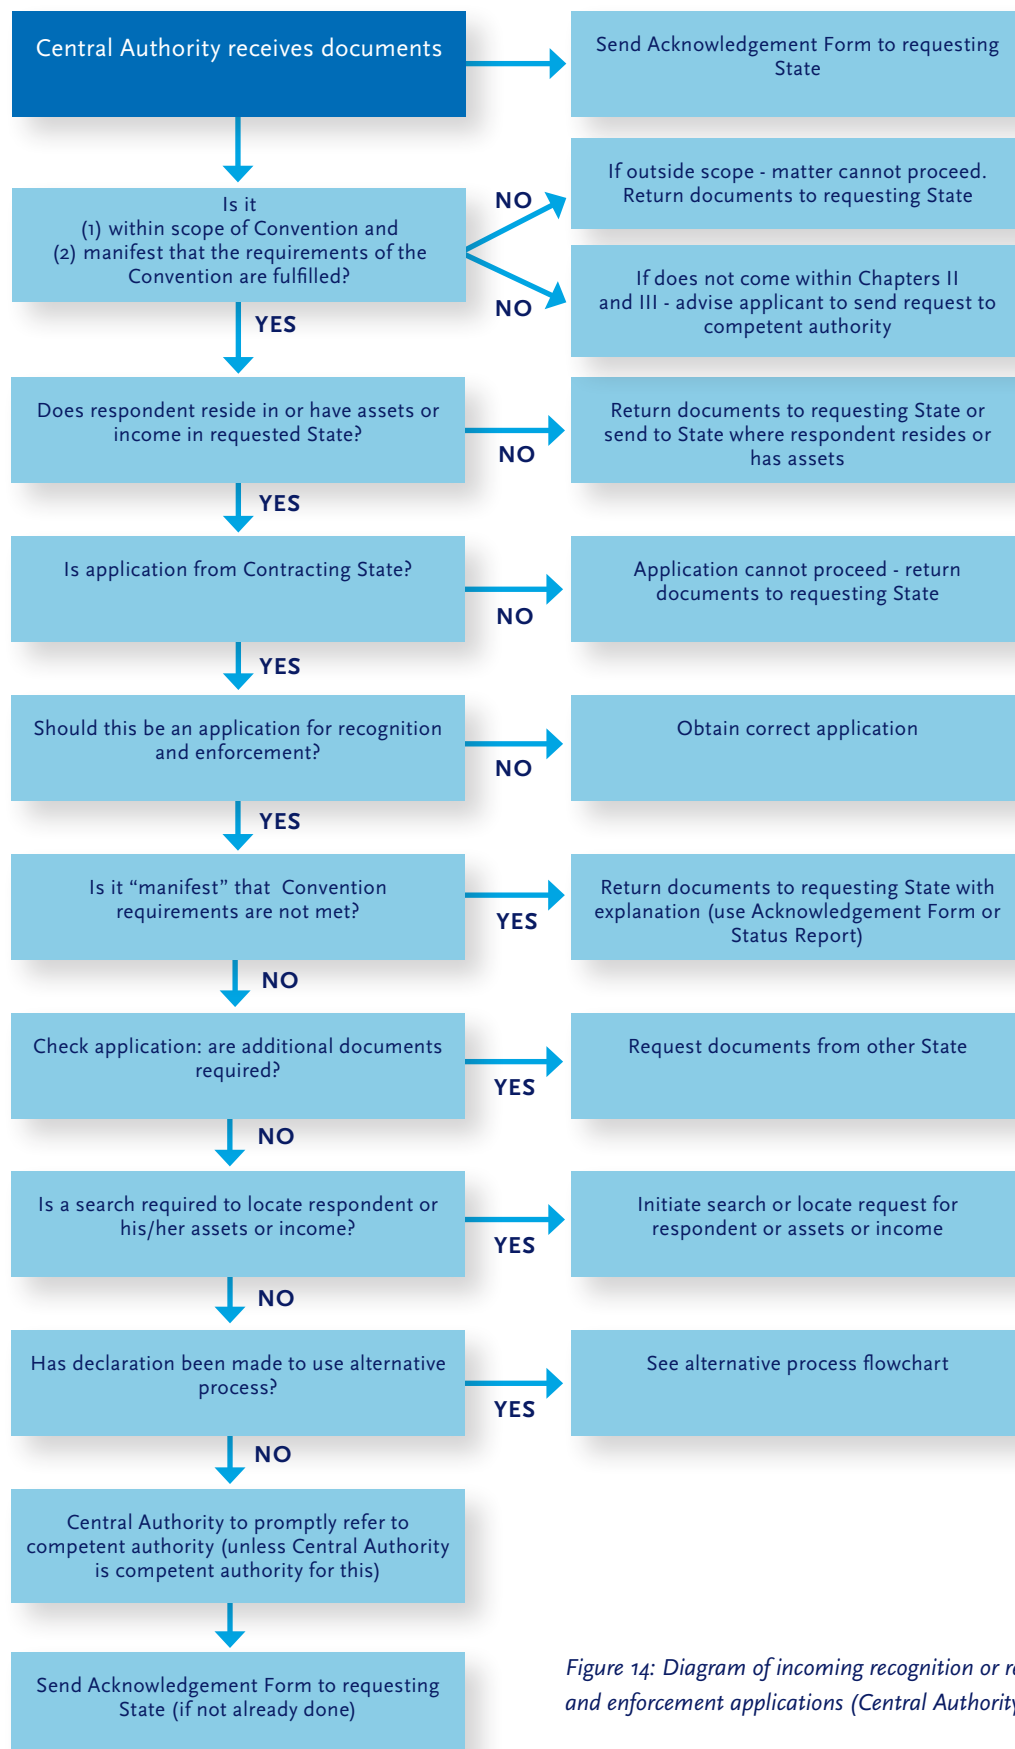 Central Authority receives documents
Send Acknowledgement Form to requesting
State
Is it
(1) within scope of Convention and
(2) manifest that the requirements of the
Convention are fulfilled?
NO
If outside scope - matter cannot proceed.
Return documents to requesting State
NO
If does not come within Chapters II
and III - advise applicant to send request to
competent authority
YES
Does respondent reside in or have assets or
income in requested State?
NO
Return documents to requesting State or
send to State where respondent resides or
has assets
YES
Is application from Contracting State?
NO
Application cannot proceed - return
documents to requesting State
YES
Should this be an application for recognition
and enforcement?
NO
Obtain correct application
YES
Is it “manifest” that Convention
requirements are not met?
YES
Return documents to requesting State with
explanation (use Acknowledgement Form or
Status Report)
NO
Check application: are additional documents
required?
YES
Request documents from other State
NO
Is a search required to locate respondent or
his/her assets or income?
YES
Initiate search or locate request for
respondent or assets or income
NO
Has declaration been made to use alternative
process?
YES
See alternative process flowchart
NO
Central Authority to promptly refer to
competent authority (unless Central Authority
is competent authority for this)
Send Acknowledgement Form to requesting
State (if not already done)
Figure 14: Diagram of incoming recognition or
and enforcement applications (Central Authority